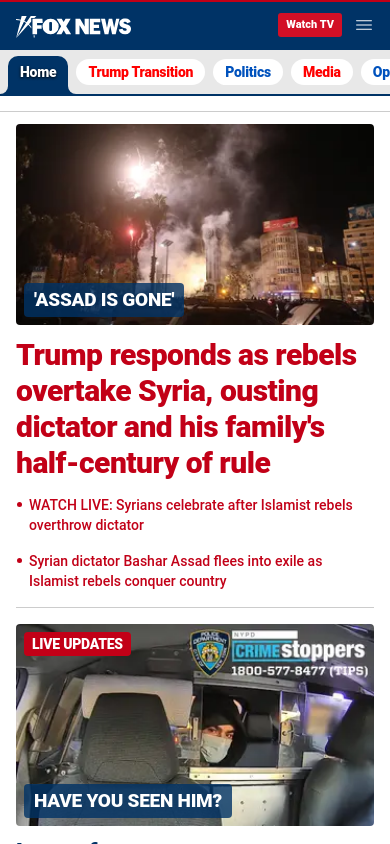 FOX NEWS
Watch TV
Home
Trump Transition
Politics
Media
Op
'ASSAD IS GONE'
Trump responds as rebels
overtake Syria, ousting
dictator and his family's
half-century of rule
• WATCH LIVE: Syrians celebrate after Islamist rebels
overthrow dictator
• Syrian dictator Bashar Assad flees into exile as
Islamist rebels conquer country
LIVE UPDATES
POLICE DEPARTMENT
NYPD
CRIMEstoppers
1800-577-8477 (TIPS)
HAVE YOU SEEN HIM?